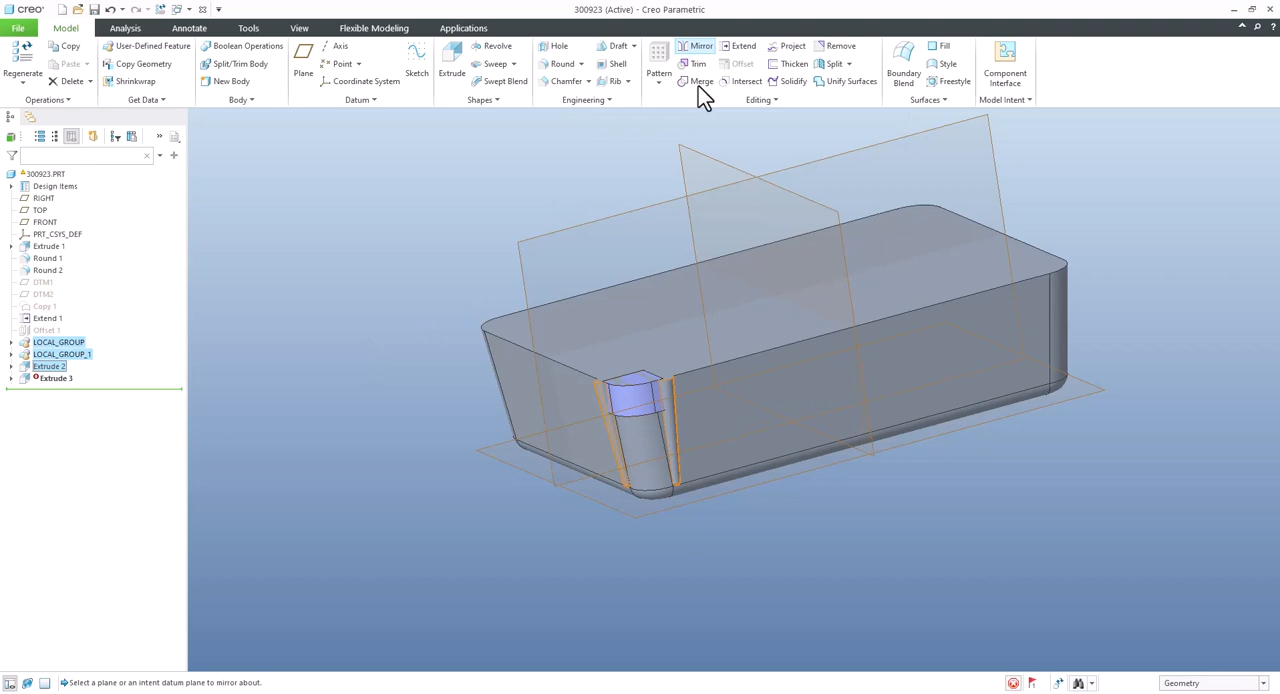 creo
300923 (Active) - Creo Parametric
File
Model
Analysis
Annotate
Tools
View
Flexible Modeling
Applications
Regenerate
Copy
Paste
Delete
Operations
User-Defined Feature
Copy Geometry
Shrinkwrap
Get Data
Boolean Operations
Split/Trim Body
New Body
Body
Plane
Axis
Point
Coordinate System
Sketch
Datum
Extrude
Revolve
Sweep
Swept Blend
Shapes
Hole
Round
Chamfer
Draft
Shell
Rib
Engineering
Pattern
Mirror
Trim
Merge
Extend
Offset
Intersect
Project
Thicken
Solidify
Remove
Split
Unify Surfaces
Editing
Boundary
Blend
Fill
Style
Freestyle
Surfaces
Component
Interface
Model Intent
300923.PRT
Design Items
RIGHT
TOP
FRONT
PRT_CSYS_DEF
Extrude 1
Round 1
Round 2
DTM1
DTM2
Copy 1
Extend 1
Offset 1
LOCAL_GROUP
LOCAL_GROUP_1
Extrude 2
Extrude 3
Select a plane or an intent datum plane to mirror about.
Geometry